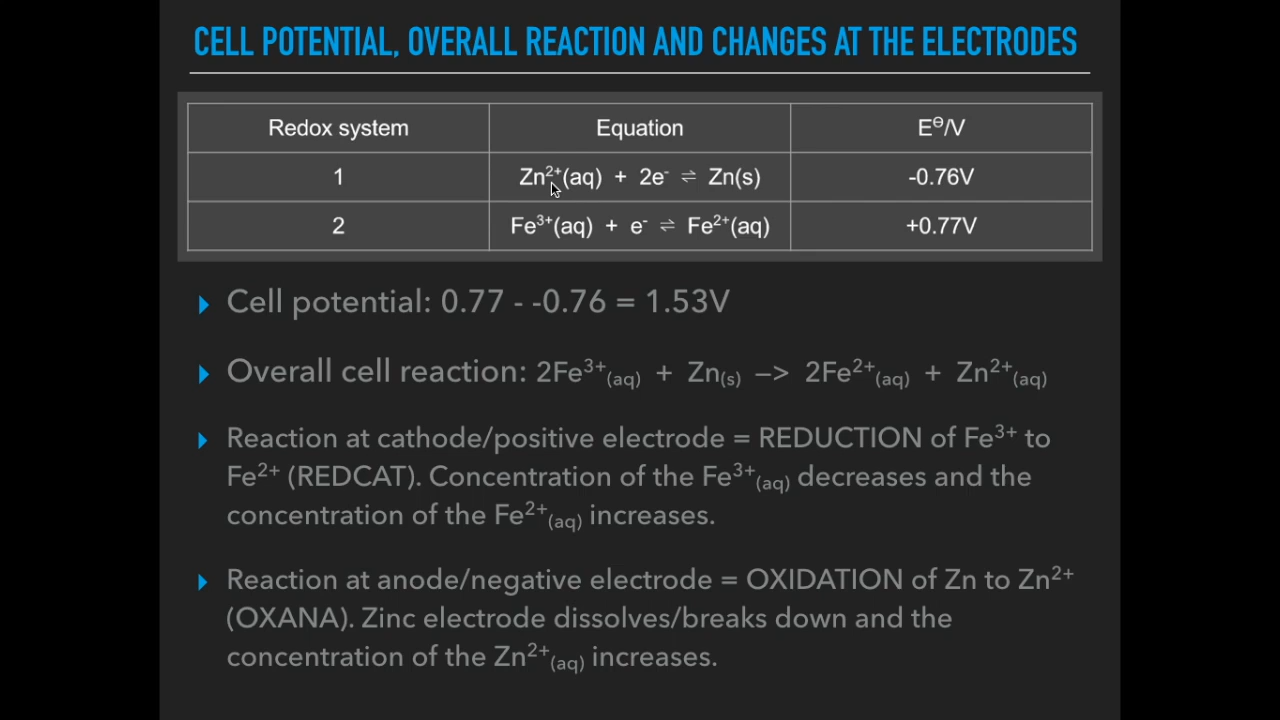 CELL POTENTIAL, OVERALL REACTION AND CHANGES AT THE ELECTRODES
Redox system Equation E⦵/V
1 Zn²⁺(aq) + 2e⁻ ⇌ Zn(s) -0.76V
2 Fe³⁺(aq) + e⁻ ⇌ Fe²⁺(aq) +0.77V
Cell potential: 0.77 - -0.76 = 1.53V
Overall cell reaction: 2Fe³⁺(aq) + Zn(s) –> 2Fe²⁺(aq) + Zn²⁺(aq)
Reaction at cathode/positive electrode = REDUCTION of Fe³⁺ to
Fe²⁺ (REDCAT). Concentration of the Fe³⁺(aq) decreases and the
concentration of the Fe²⁺(aq) increases.
Reaction at anode/negative electrode = OXIDATION of Zn to Zn²⁺
(OXANA). Zinc electrode dissolves/breaks down and the
concentration of the Zn²⁺(aq) increases.